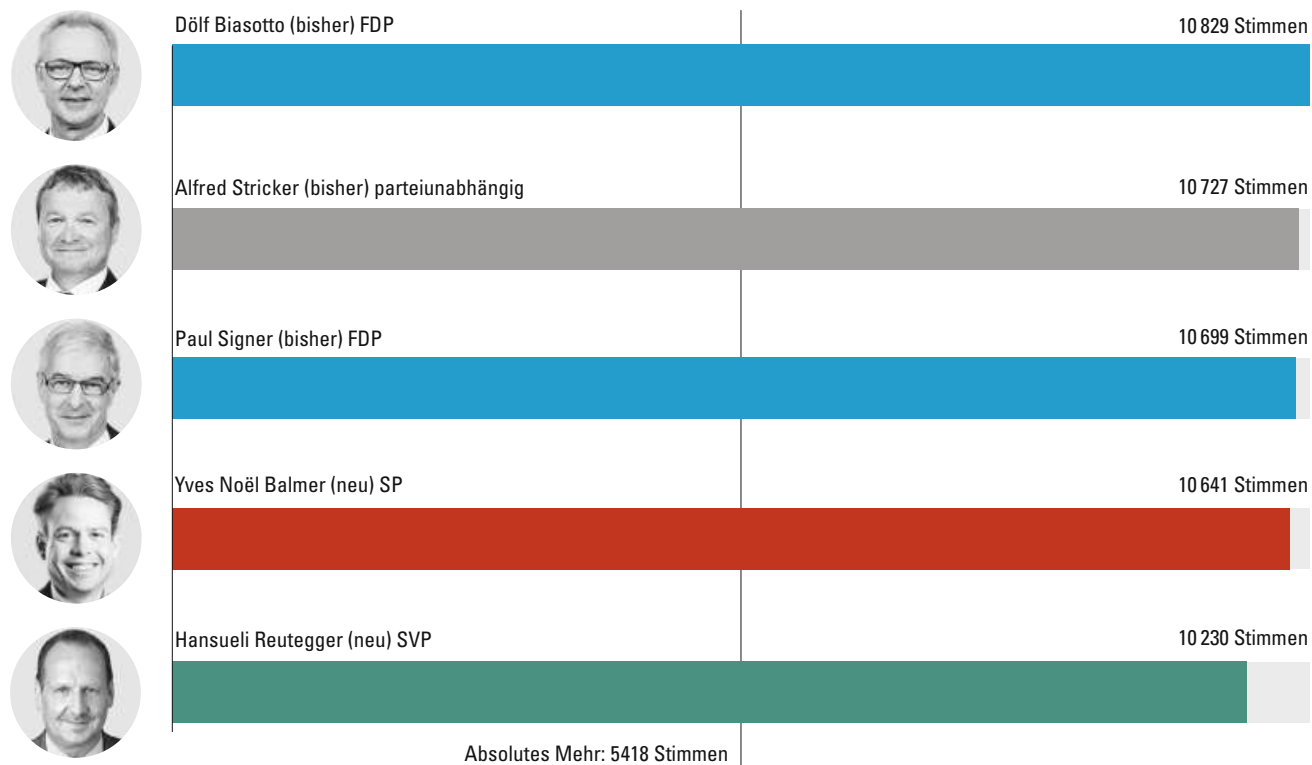 Dölf Biasotto (bisher) FDP 10 829 Stimmen
Alfred Stricker (bisher) parteiunabhängig 10 727 Stimmen
Paul Signer (bisher) FDP 10 699 Stimmen
Yves Noël Balmer (neu) SP 10 641 Stimmen
Hansueli Reutegger (neu) SVP 10 230 Stimmen
Absolutes Mehr: 5418 Stimmen